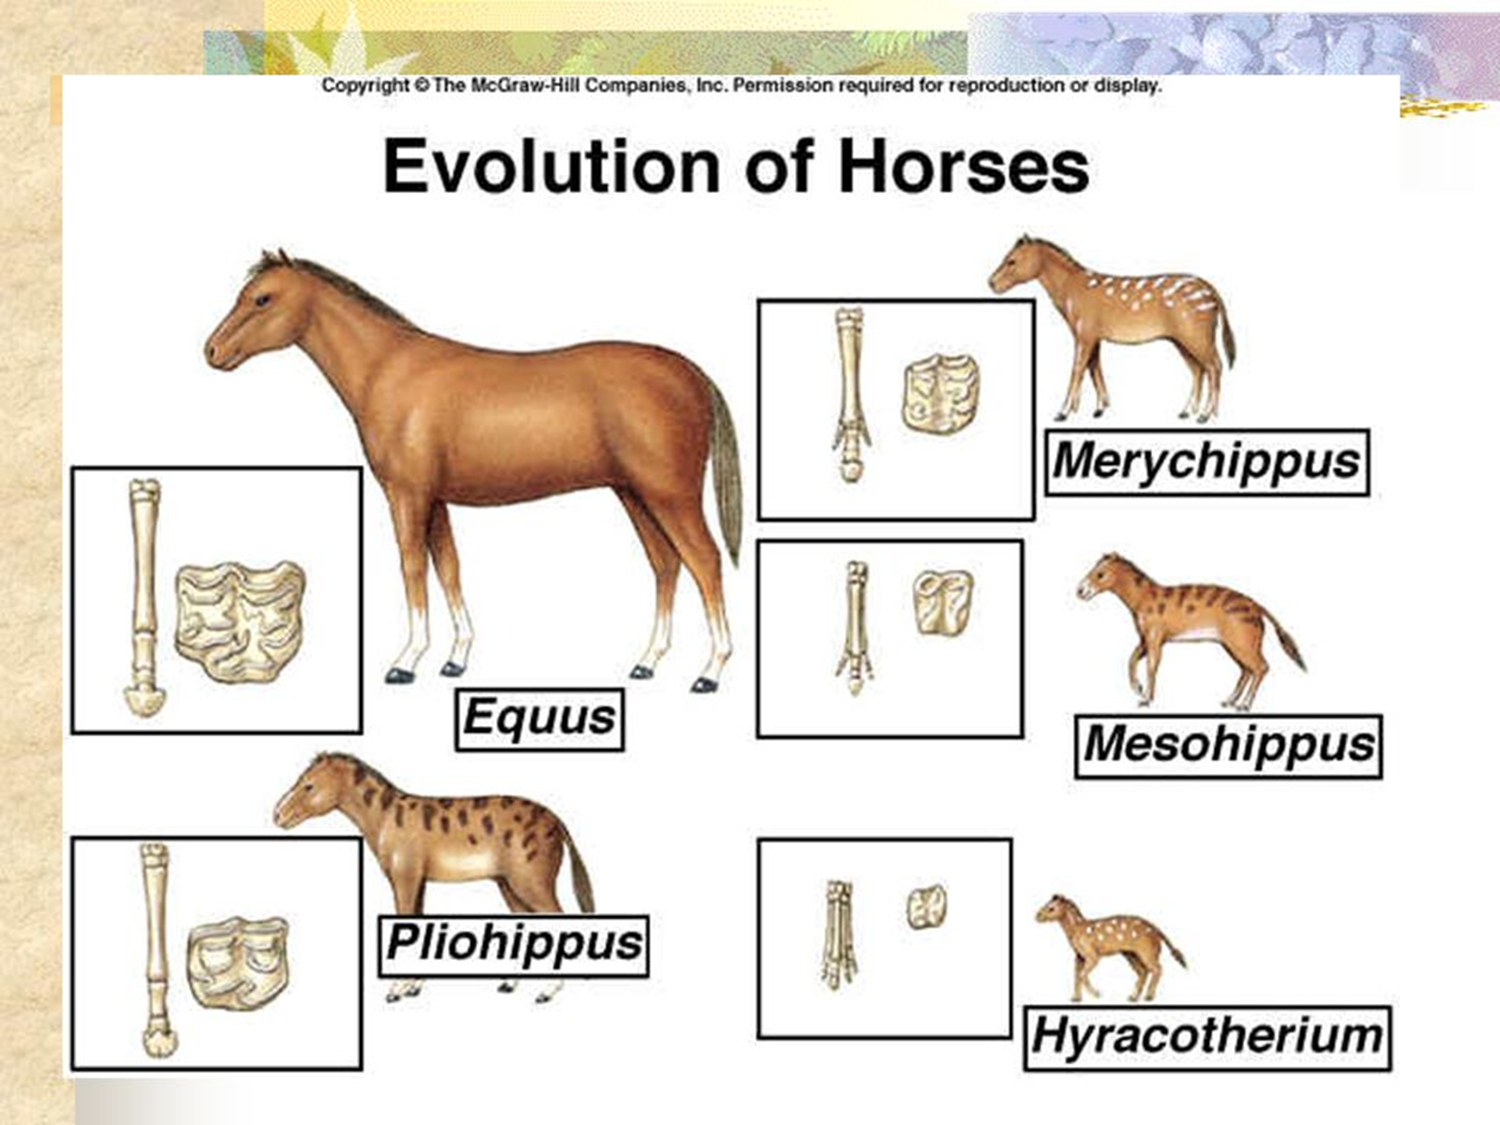 Copyright © The McGraw-Hill Companies, Inc. Permission required for reproduction or display.
Evolution of Horses
Merychippus
Equus
Mesohippus
Pliohippus
Hyracotherium